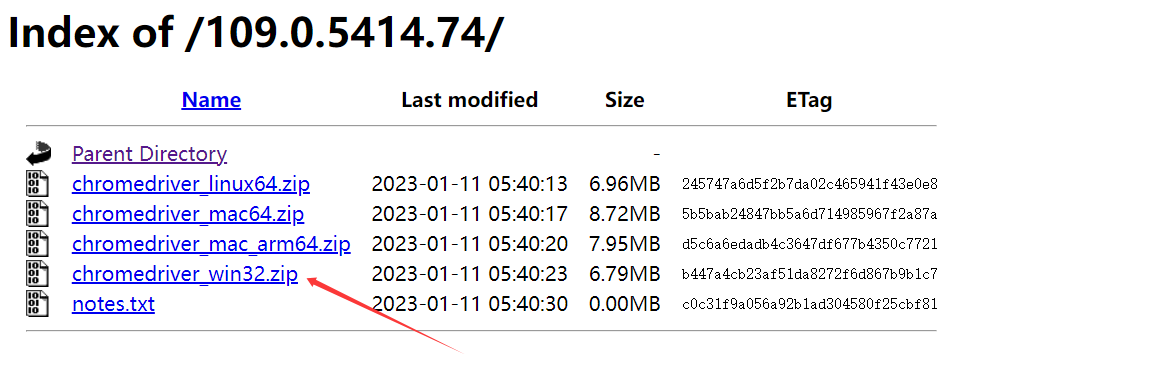 Index of /109.0.5414.74/
Name Last modified Size ETag
Parent Directory -
chromedriver_linux64.zip 2023-01-11 05:40:13 6.96MB 245747a6d5f2b7da02c465941f43e0e8
chromedriver_mac64.zip 2023-01-11 05:40:17 8.72MB 5b5bab24847bb5a6d714985967f2a87a
chromedriver_mac_arm64.zip 2023-01-11 05:40:20 7.95MB d5c6a6edadb4c3647df677b4350c7721
chromedriver_win32.zip 2023-01-11 05:40:23 6.79MB b447a4cb23af51da8272f6d867b9b1c7
notes.txt 2023-01-11 05:40:30 0.00MB c0c31f9a056a92b1ad304580f25cbf81